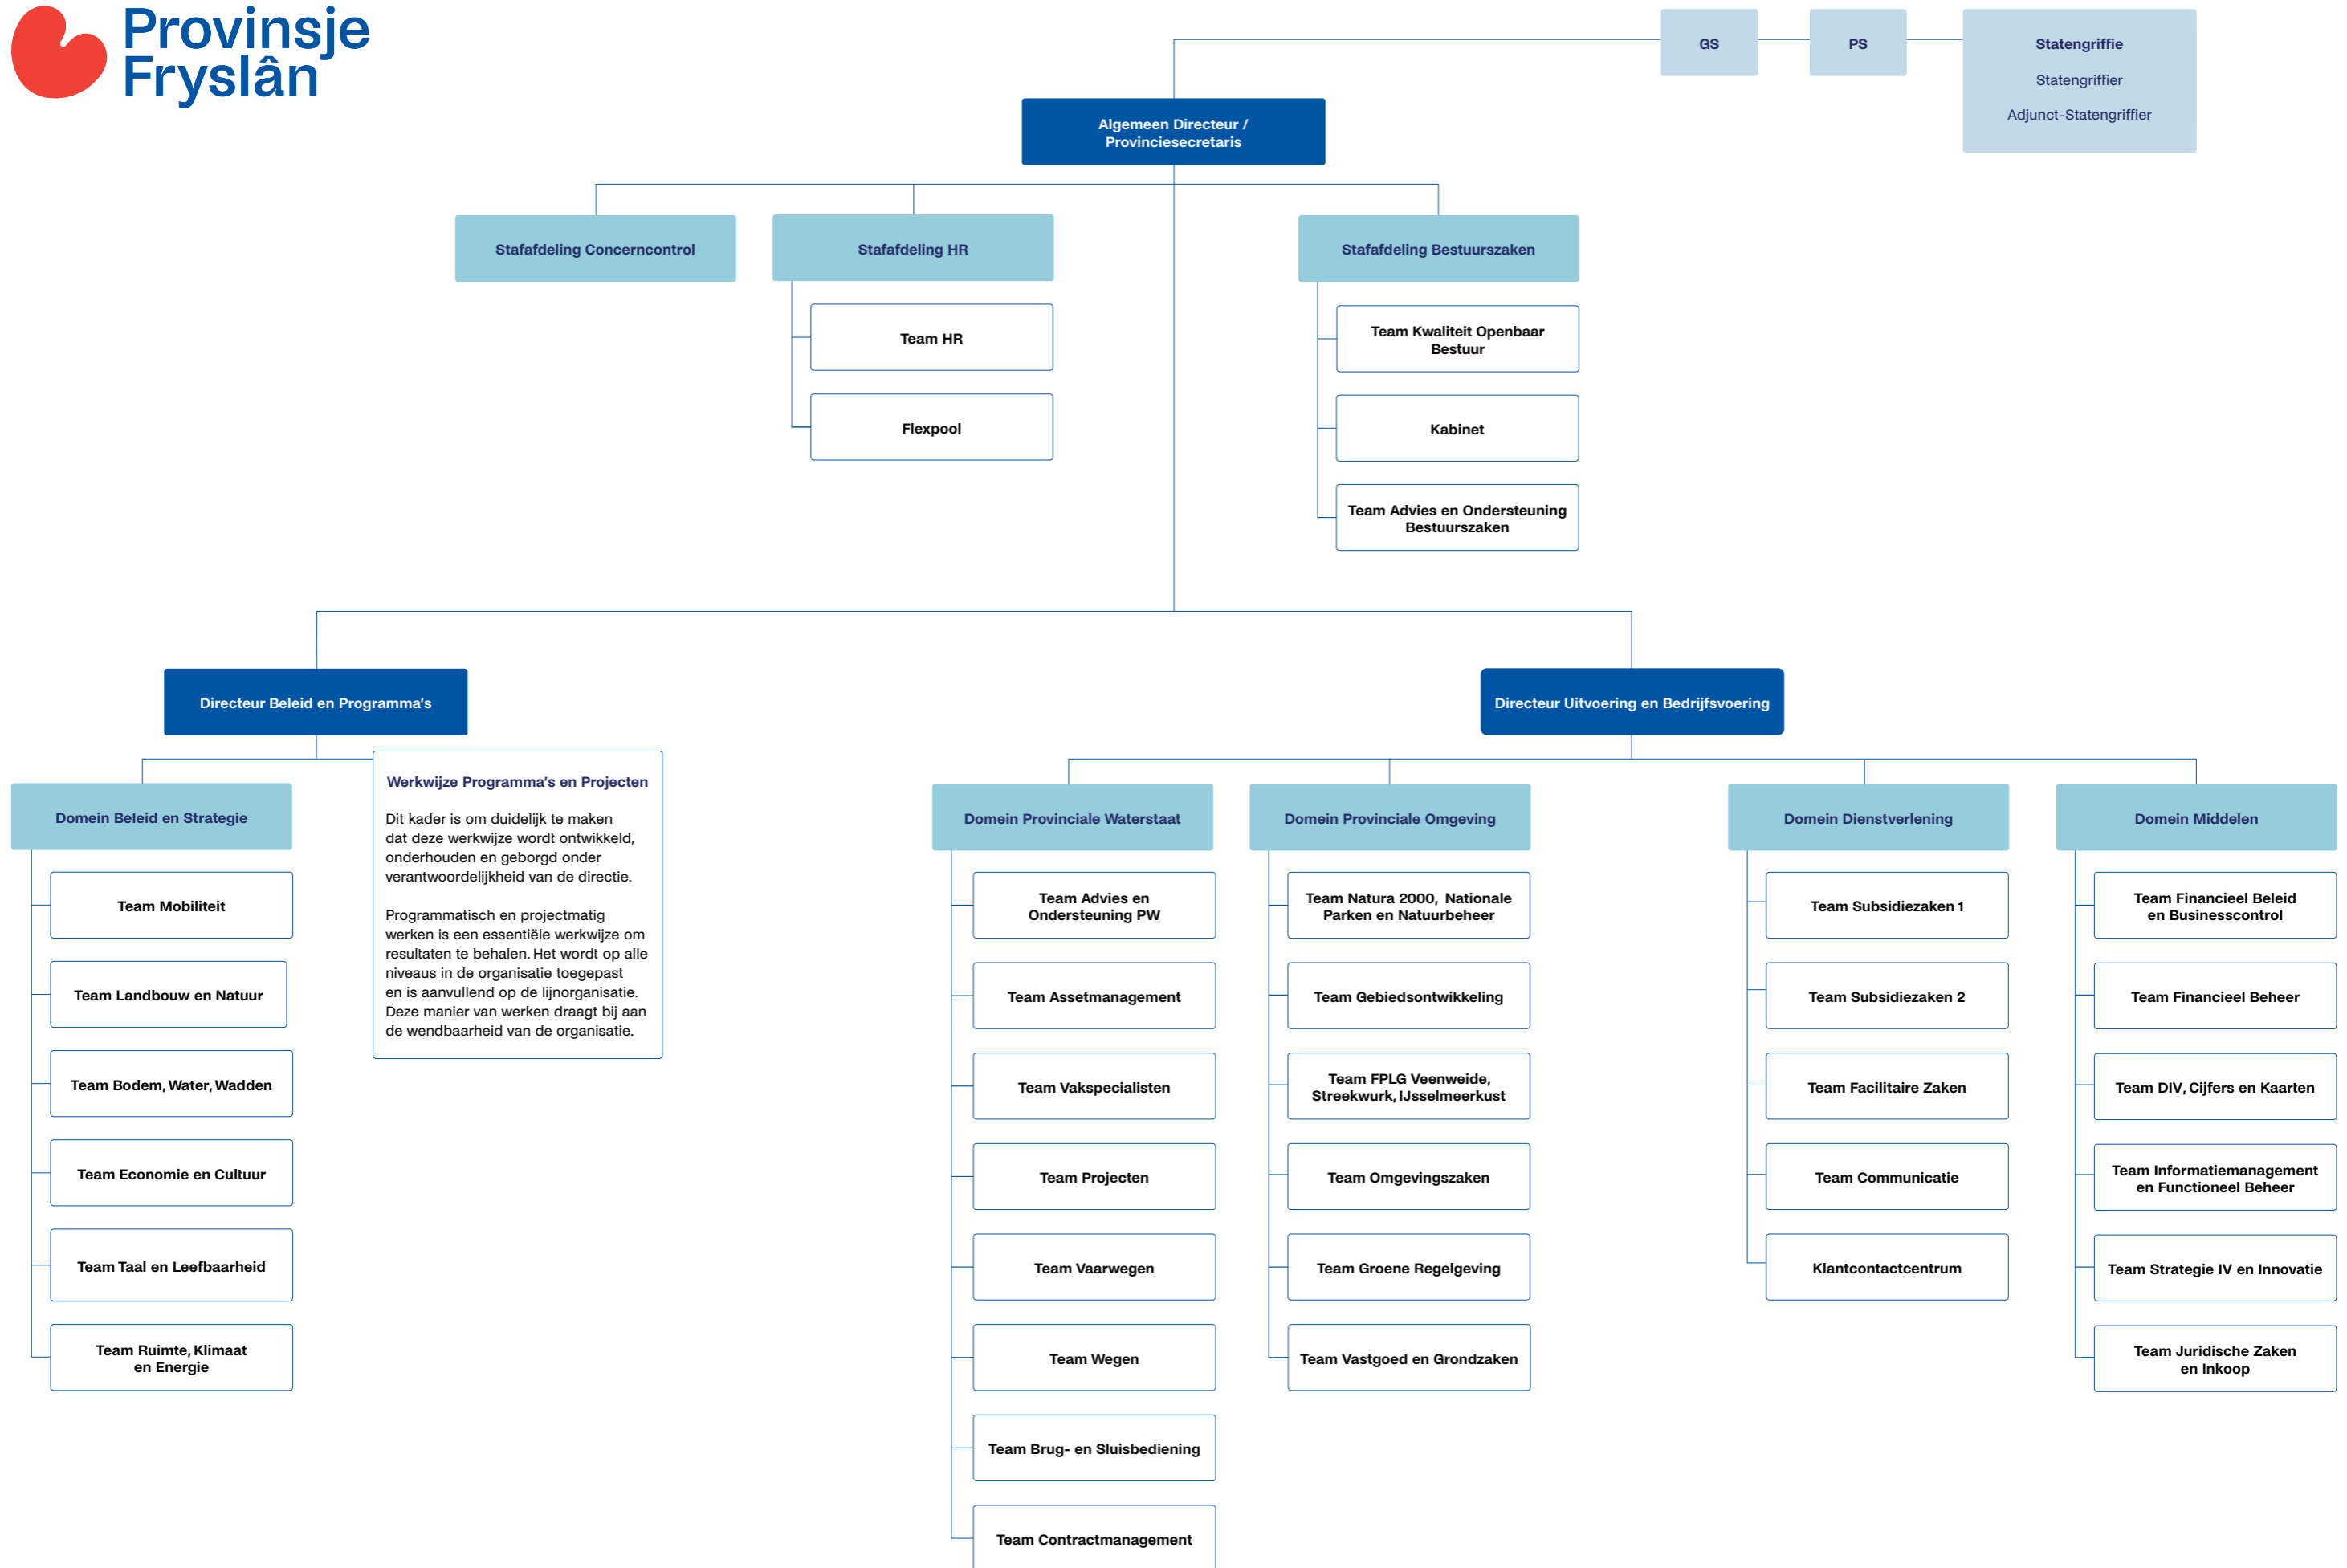 Provinsje
Fryslân
GS
PS
Statengriffie
Statengriffier
Adjunct-Statengriffier
Algemeen Directeur /
Provinciesecretaris
Stafafdeling Concerncontrol
Stafafdeling HR
Team HR
Flexpool
Stafafdeling Bestuurszaken
Team Kwaliteit Openbaar
Bestuur
Kabinet
Team Advies en Ondersteuning
Bestuurszaken
Directeur Beleid en Programma's
Domein Beleid en Strategie
Team Mobiliteit
Team Landbouw en Natuur
Team Bodem, Water, Wadden
Team Economie en Cultuur
Team Taal en Leefbaarheid
Team Ruimte, Klimaat
en Energie
Werkwijze Programma's en Projecten
Dit kader is om duidelijk te maken
dat deze werkwijze wordt ontwikkeld,
onderhouden en geborgd onder
verantwoordelijkheid van de directie.
Programmatisch en projectmatig
werken is een essentiële werkwijze om
resultaten te behalen. Het wordt op alle
niveaus in de organisatie toegepast
en is aanvullend op de lijnorganisatie.
Deze manier van werken draagt bij aan
de wendbaarheid van de organisatie.
Directeur Uitvoering en Bedrijfsvoering
Domein Provinciale Waterstaat
Team Advies en
Ondersteuning PW
Team Assetmanagement
Team Vakspecialisten
Team Projecten
Team Vaarwegen
Team Wegen
Team Brug- en Sluisbediening
Team Contractmanagement
Domein Provinciale Omgeving
Team Natura 2000, Nationale
Parken en Natuurbeheer
Team Gebiedsontwikkeling
Team FPLG Veenweide,
Streekwurk, IJsselmeerkust
Team Omgevingszaken
Team Groene Regelgeving
Team Vastgoed en Grondzaken
Domein Dienstverlening
Team Subsidiezaken 1
Team Subsidiezaken 2
Team Facilitaire Zaken
Team Communicatie
Klantcontactcentrum
Domein Middelen
Team Financieel Beleid
en Businesscontrol
Team Financieel Beheer
Team DIV, Cijfers en Kaarten
Team Informatiemanagement
en Functioneel Beheer
Team Strategie IV en Innovatie
Team Juridische Zaken
en Inkoop